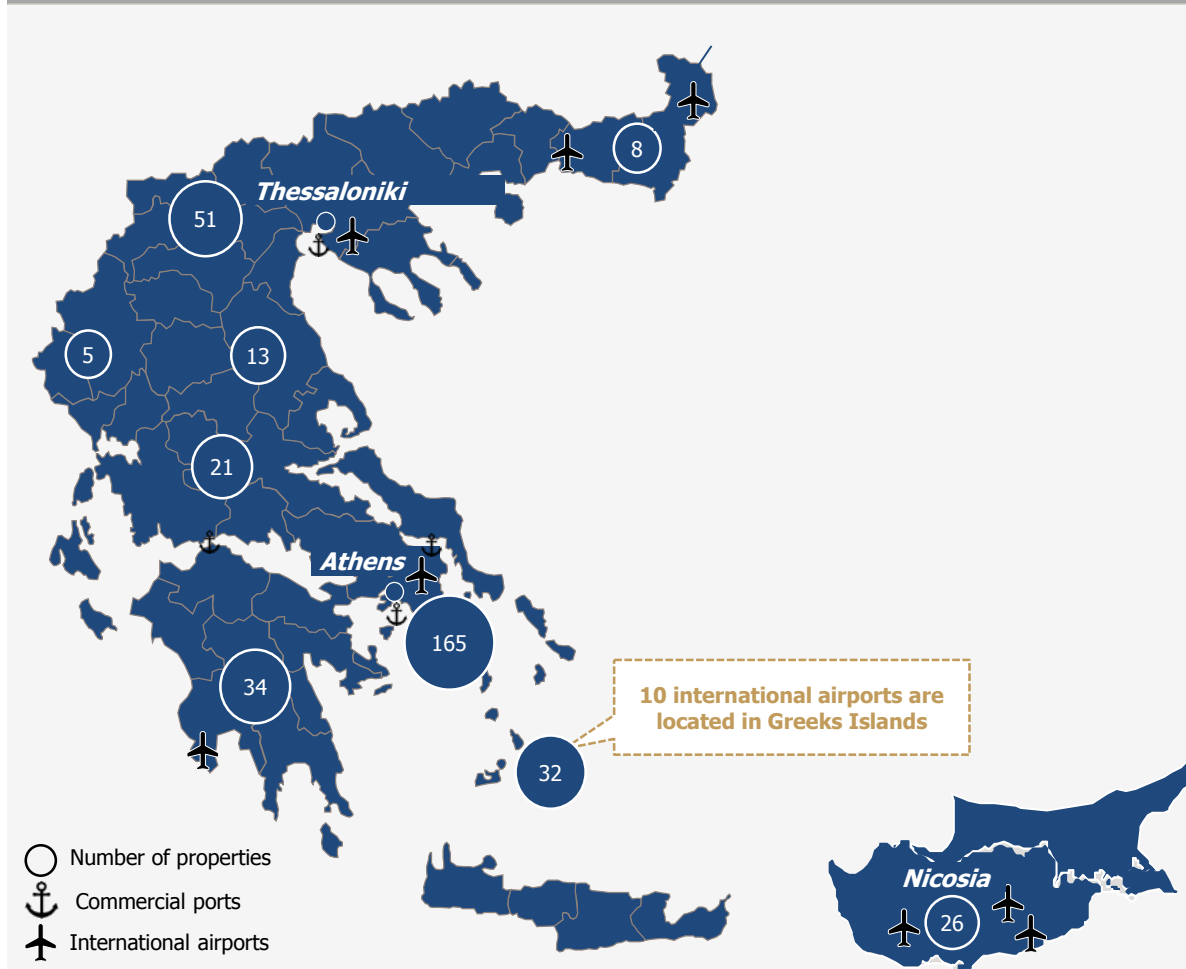 8
Thessaloniki
51
5
13
21
Athens
165
34
10 international airports are
located in Greeks Islands
32
Number of properties
Commercial ports
International airports
Nicosia
26